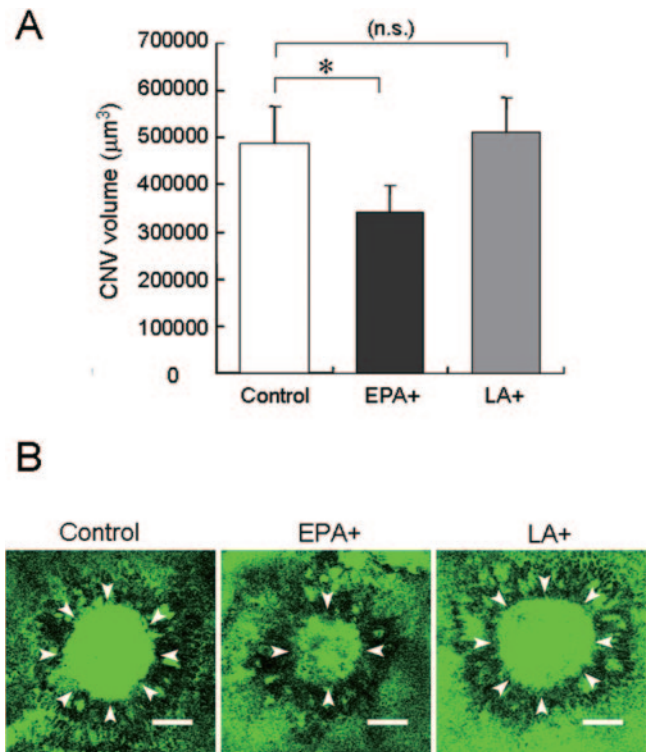 A
(n.s.)
*
CNV volume (μm³)
700000
600000
500000
400000
300000
200000
100000
0
Control EPA+ LA+
B
Control EPA+ LA+